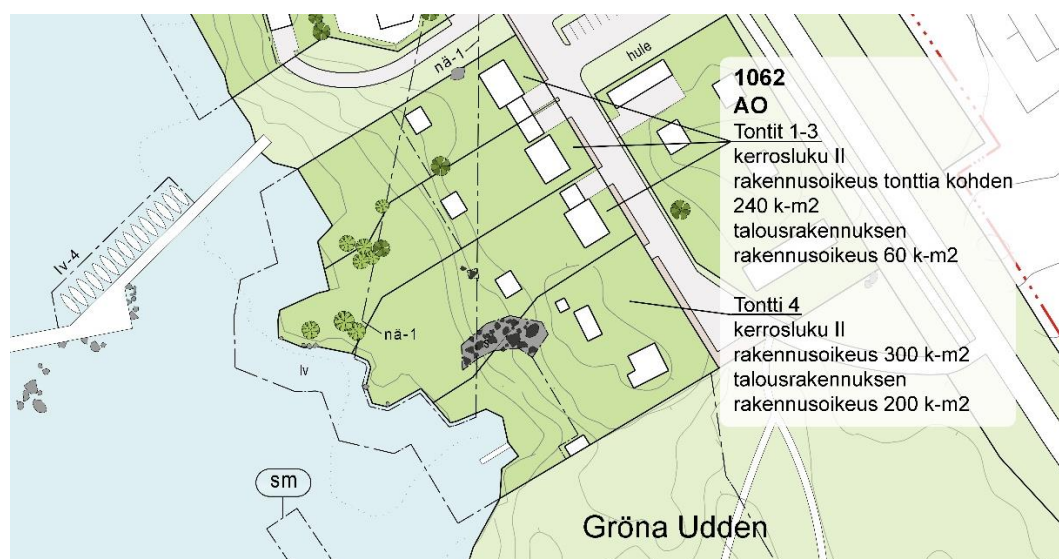 nä-1
hule
1062
AO
Tontit 1-3
kerrosluku II
rakennusoikeus tonttia kohden
240 k-m2
talousrakennuksen
rakennusoikeus 60 k-m2
lv-4
Tontti 4
kerrosluku II
rakennusoikeus 300 k-m2
talousrakennuksen
rakennusoikeus 200 k-m2
nä-1
lv
sm
Gröna Udden